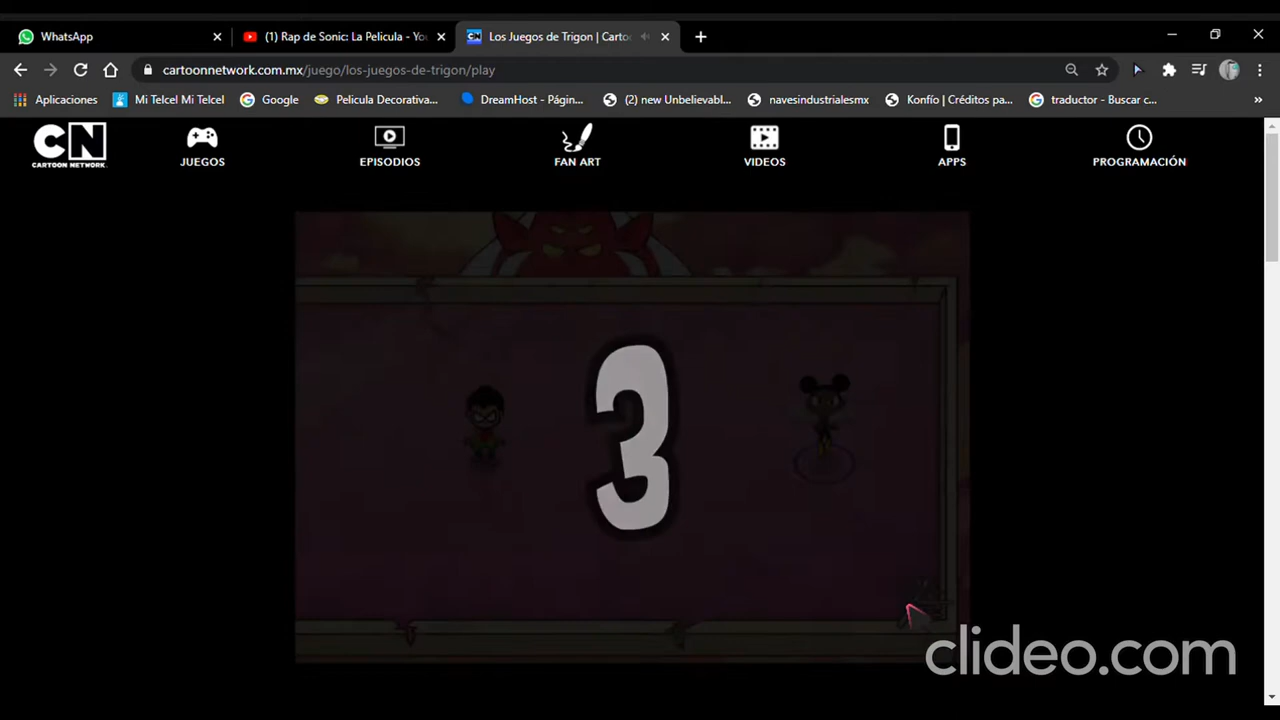 WhatsApp
(1) Rap de Sonic: La Pelicula - Yo
Los Juegos de Trigon | Carto
cartoonnetwork.com.mx/juego/los-juegos-de-trigon/play
Aplicaciones
Mi Telcel Mi Telcel
Google
Pelicula Decorativa...
DreamHost - Págin...
(2) new Unbelievabl...
navesindustrialesmx
Konfío | Créditos pa...
traductor - Buscar c...
CN
CARTOON NETWORK.
JUEGOS
EPISODIOS
FAN ART
VIDEOS
APPS
PROGRAMACIÓN
3
clideo.com